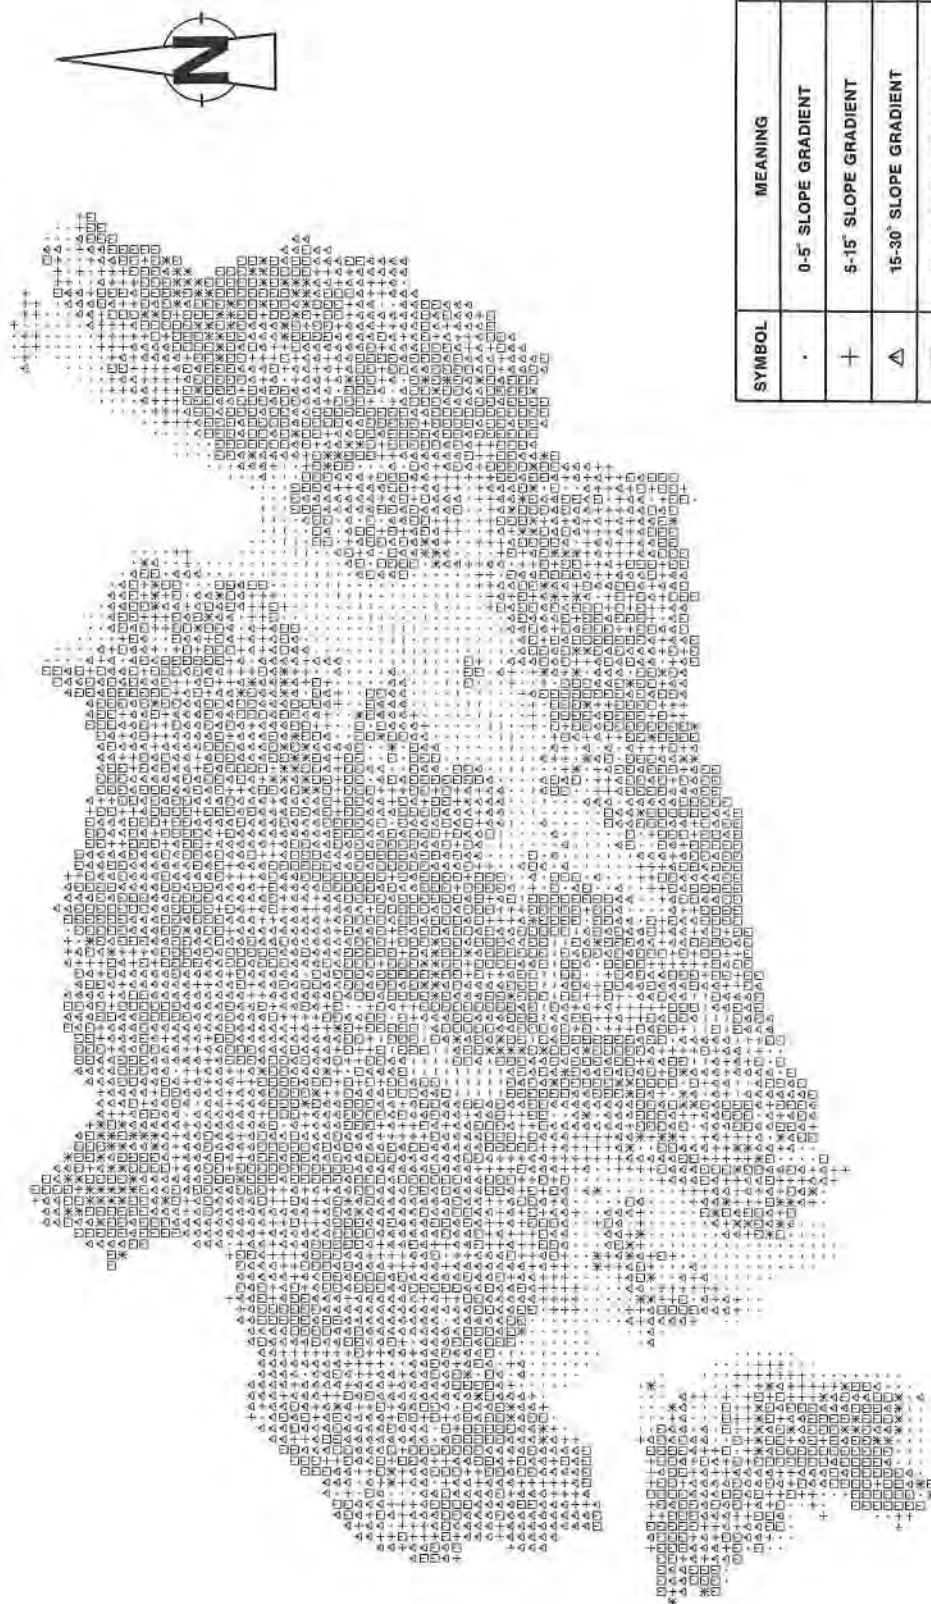 N
SYMBOL MEANING
· 0-5° SLOPE GRADIENT
+ 5-15° SLOPE GRADIENT
△ 15-30° SLOPE GRADIENT